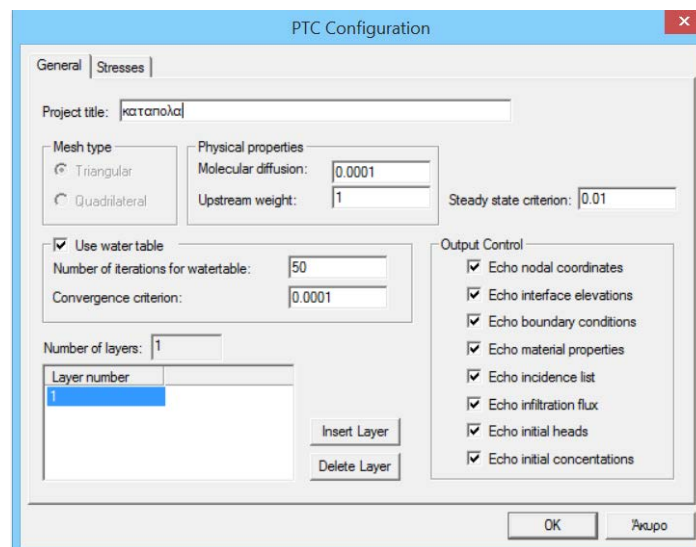 PTC Configuration
x
General Stresses
Project title: καταπολα
Mesh type
Triangular
Quadrilateral
Physical properties
Molecular diffusion: 0.0001
Upstream weight: 1
Steady state criterion: 0.01
Use water table
Number of iterations for watertable: 50
Convergence criterion: 0.0001
Number of layers: 1
Layer number
1
Insert Layer
Delete Layer
Output Control
Echo nodal coordinates
Echo interface elevations
Echo boundary conditions
Echo material properties
Echo incidence list
Echo infiltration flux
Echo initial heads
Echo initial concentations
OK Άκυρο